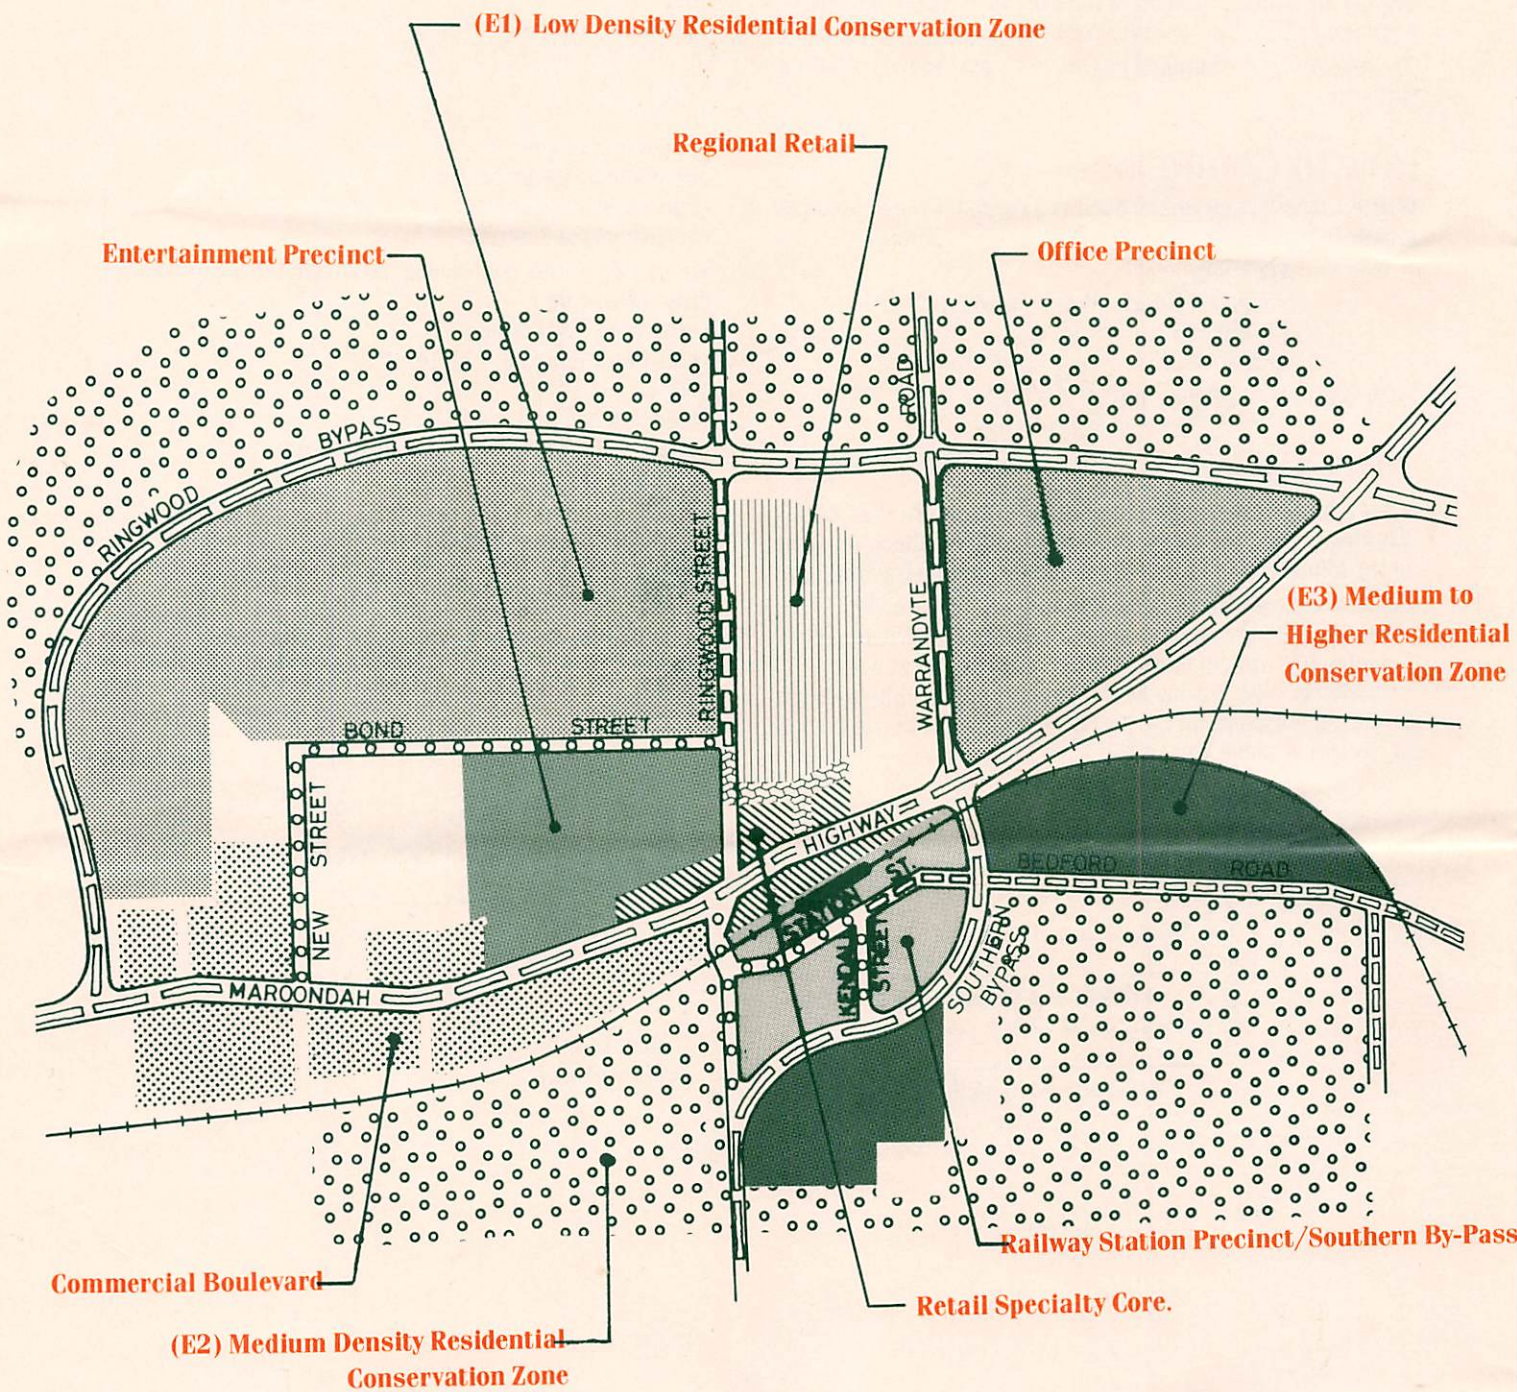 (E1) Low Density Residential Conservation Zone
Regional Retail
Entertainment Precinct
Office Precinct
ROAD
BYPASS
RINGWOOD
RINGWOOD STREET
WARRANDYTE
(E3) Medium to
Higher Residential
Conservation Zone
BOND STREET
NEW STREET
HIGHWAY
BEDFORD ROAD
STATION ST.
KENDALL
STREET
SOUTHERN
BYPASS
MAROONDAH
Railway Station Precinct/Southern By-Pass
Commercial Boulevard
Retail Specialty Core.
(E2) Medium Density Residential
Conservation Zone